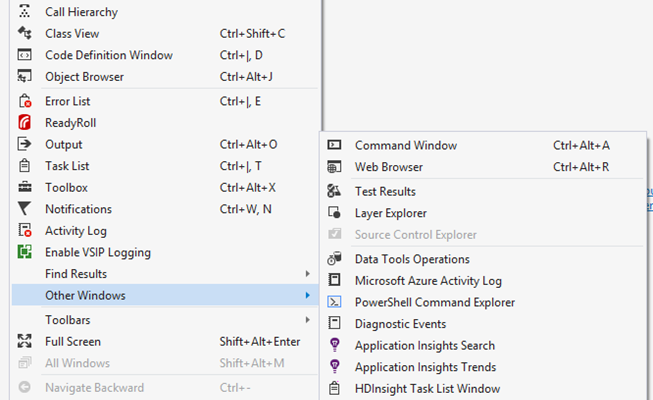 Call Hierarchy
Class View Ctrl+Shift+C
Code Definition Window Ctrl+|, D
Object Browser Ctrl+Alt+J
Error List Ctrl+|, E
ReadyRoll
Output Ctrl+Alt+O
Task List Ctrl+|, T
Toolbox Ctrl+Alt+X
Notifications Ctrl+W, N
Activity Log
Enable VSIP Logging
Find Results
Other Windows
Toolbars
Full Screen Shift+Alt+Enter
All Windows Shift+Alt+M
Navigate Backward Ctrl+-
Command Window Ctrl+Alt+A
Web Browser Ctrl+Alt+R
Test Results
Layer Explorer
Source Control Explorer
Data Tools Operations
Microsoft Azure Activity Log
PowerShell Command Explorer
Diagnostic Events
Application Insights Search
Application Insights Trends
HDInsight Task List Window